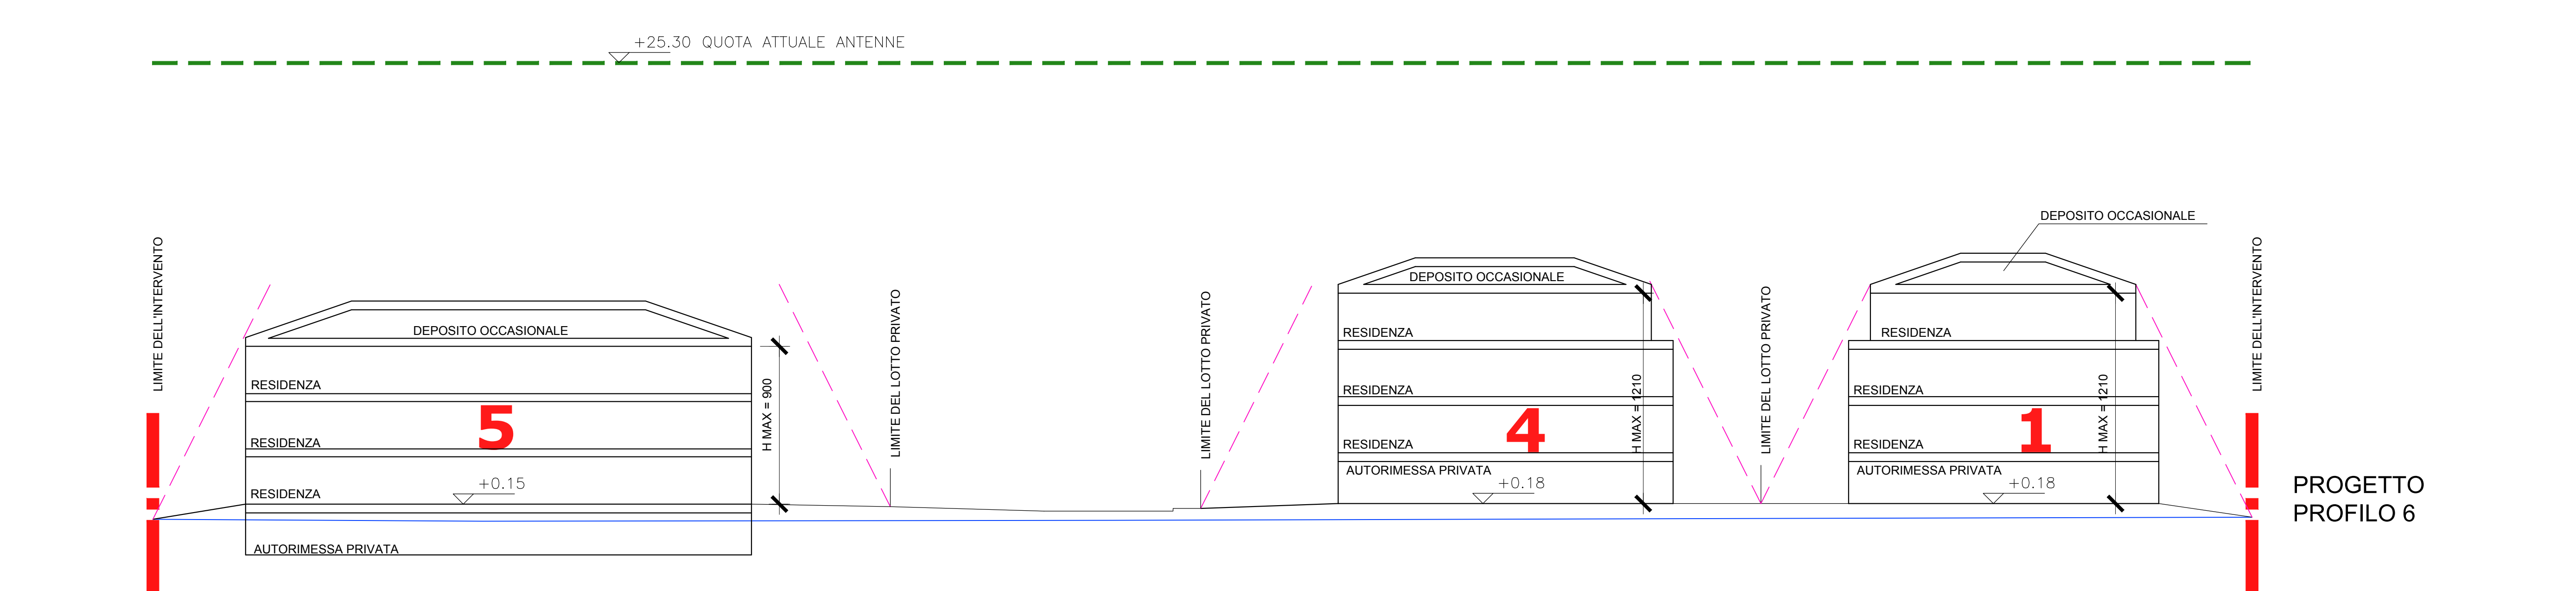 +25.30 QUOTA ATTUALE ANTENNE
DEPOSITO OCCASIONALE
LIMITE DELL'INTERVENTO
DEPOSITO OCCASIONALE
RESIDENZA
RESIDENZA
5
RESIDENZA
+0.15
AUTORIMESSA PRIVATA
H MAX = 900
LIMITE DEL LOTTO PRIVATO
LIMITE DEL LOTTO PRIVATO
DEPOSITO OCCASIONALE
RESIDENZA
RESIDENZA
RESIDENZA
4
AUTORIMESSA PRIVATA
+0.18
H MAX = 1210
LIMITE DEL LOTTO PRIVATO
RESIDENZA
RESIDENZA
RESIDENZA
1
AUTORIMESSA PRIVATA
+0.18
H MAX = 1210
LIMITE DELL'INTERVENTO
PROGETTO
PROFILO 6